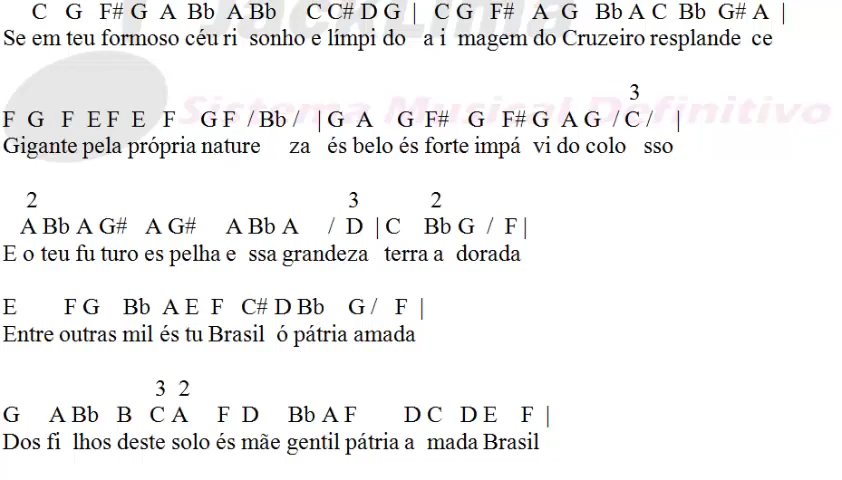 C G F# G A Bb A Bb C C# D G | C G F# A G Bb A C Bb G# A |
Se em teu formoso céu ri sonho e límpi do a i magem do Cruzeiro resplande ce
Sistema Musical Definitivo
3
F G F E F E F G F / Bb / | G A G F# G F# G A G / C / |
Gigante pela própria nature za és belo és forte impá vi do colo sso
2 3 2
A Bb A G# A G# A Bb A / D | C Bb G / F |
E o teu fu turo es pelha e ssa grandeza terra a dorada
E F G Bb A E F C# D Bb G / F |
Entre outras mil és tu Brasil ó pátria amada
3 2
G A Bb B C A F D Bb A F D C D E F |
Dos fi lhos deste solo és mãe gentil pátria a mada Brasil